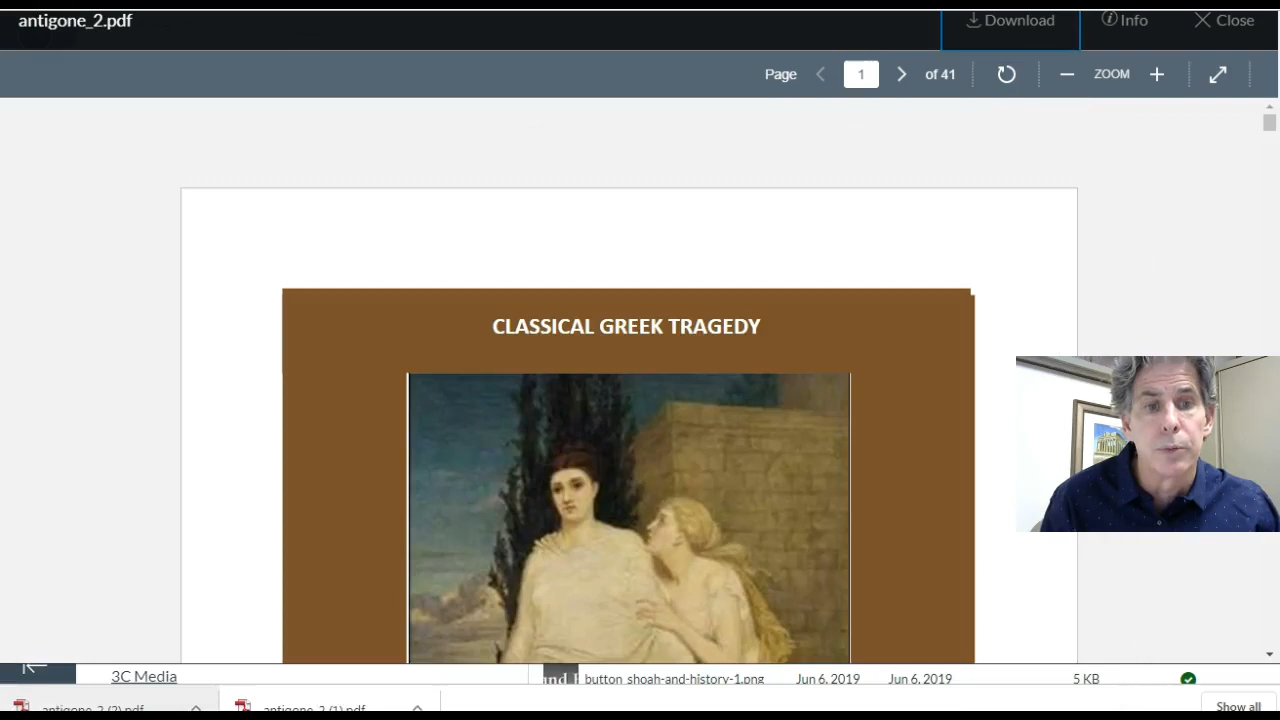 antigone_2.pdf
Download
Info
Close
Page
1
of 41
ZOOM
CLASSICAL GREEK TRAGEDY
3C Media
button_shoah-and-history-1.png
Jun 6, 2019
Jun 6, 2019
5 KB
antigone_2 (2).pdf
antigone_2 (1).pdf
Show all